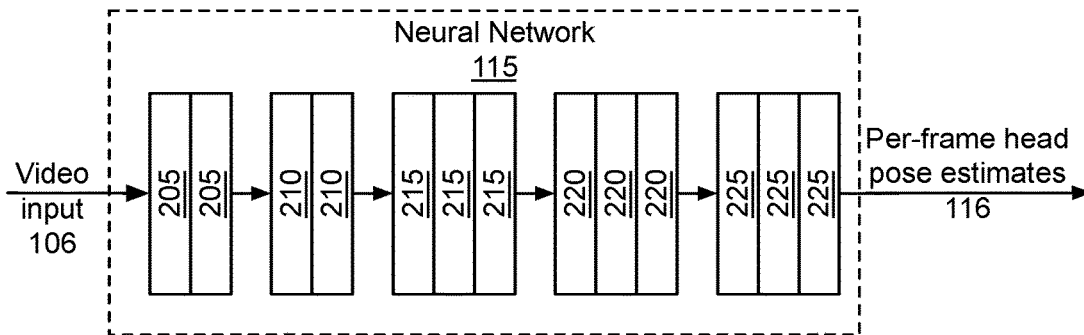 Neural Network
115
Video
input
106
205 205
210 210
215 215 215
220 220 220
225 225 225
Per-frame head
pose estimates
116